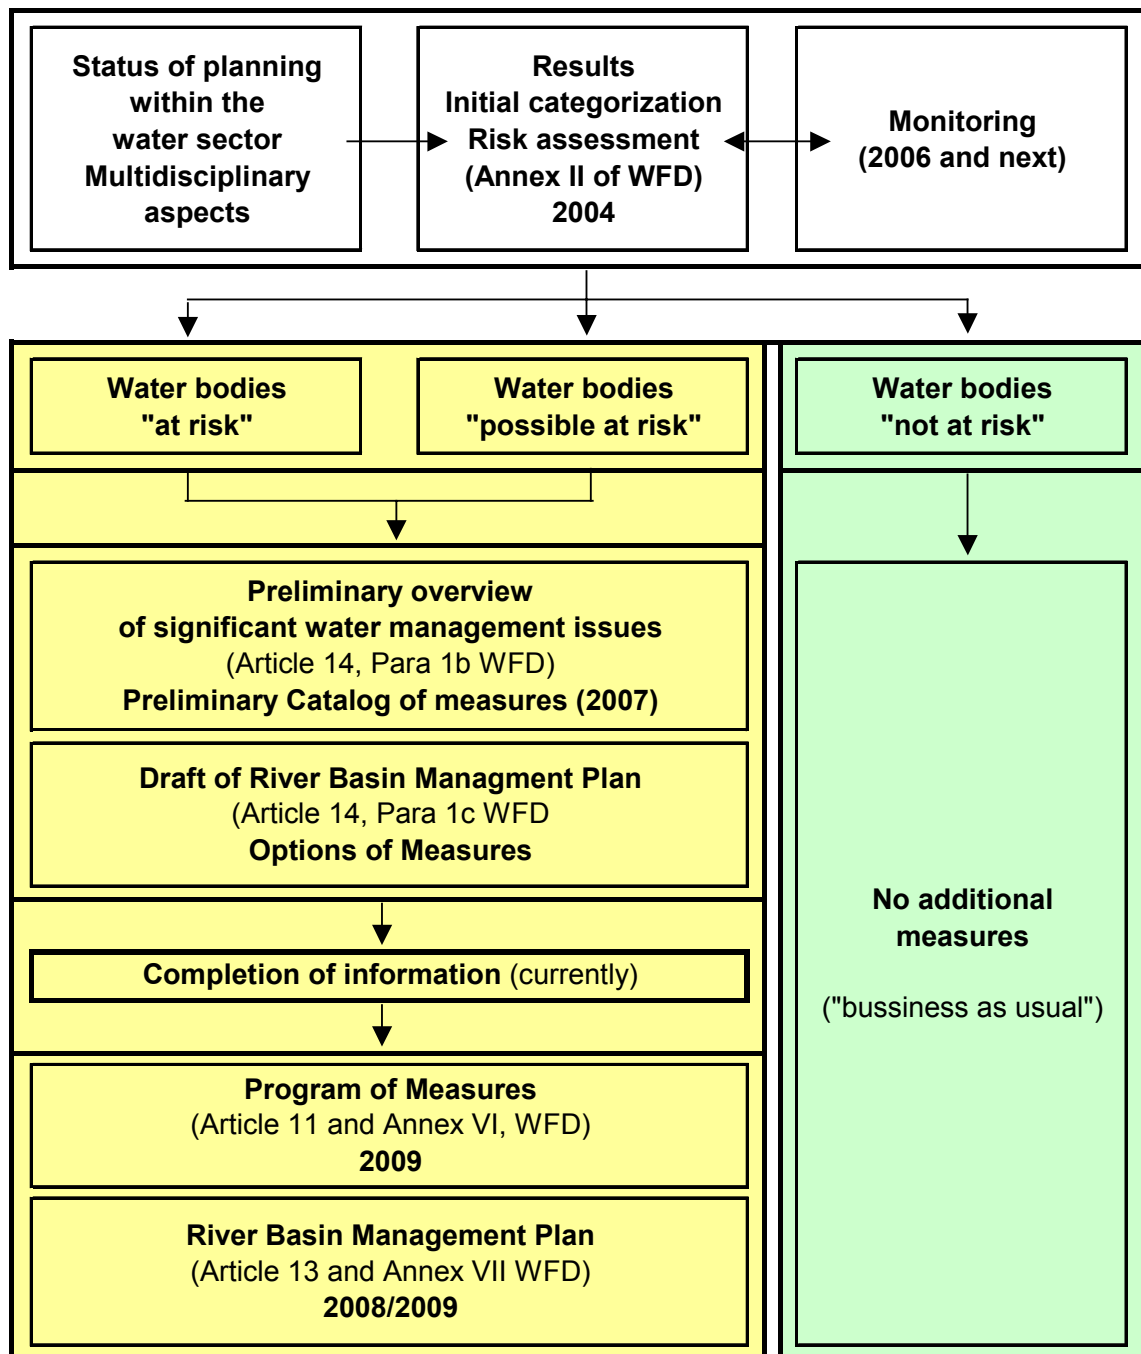 Status of planning
within the
water sector
Multidisciplinary
aspects
Results
Initial categorization
Risk assessment
(Annex II of WFD)
2004
Monitoring
(2006 and next)
Water bodies
"at risk"
Water bodies
"possible at risk"
Water bodies
"not at risk"
Preliminary overview
of significant water management issues
(Article 14, Para 1b WFD)
Preliminary Catalog of measures (2007)
Draft of River Basin Managment Plan
(Article 14, Para 1c WFD
Options of Measures
Completion of information (currently)
Program of Measures
(Article 11 and Annex VI, WFD)
2009
River Basin Management Plan
(Article 13 and Annex VII WFD)
2008/2009
No additional
measures
("bussiness as usual")